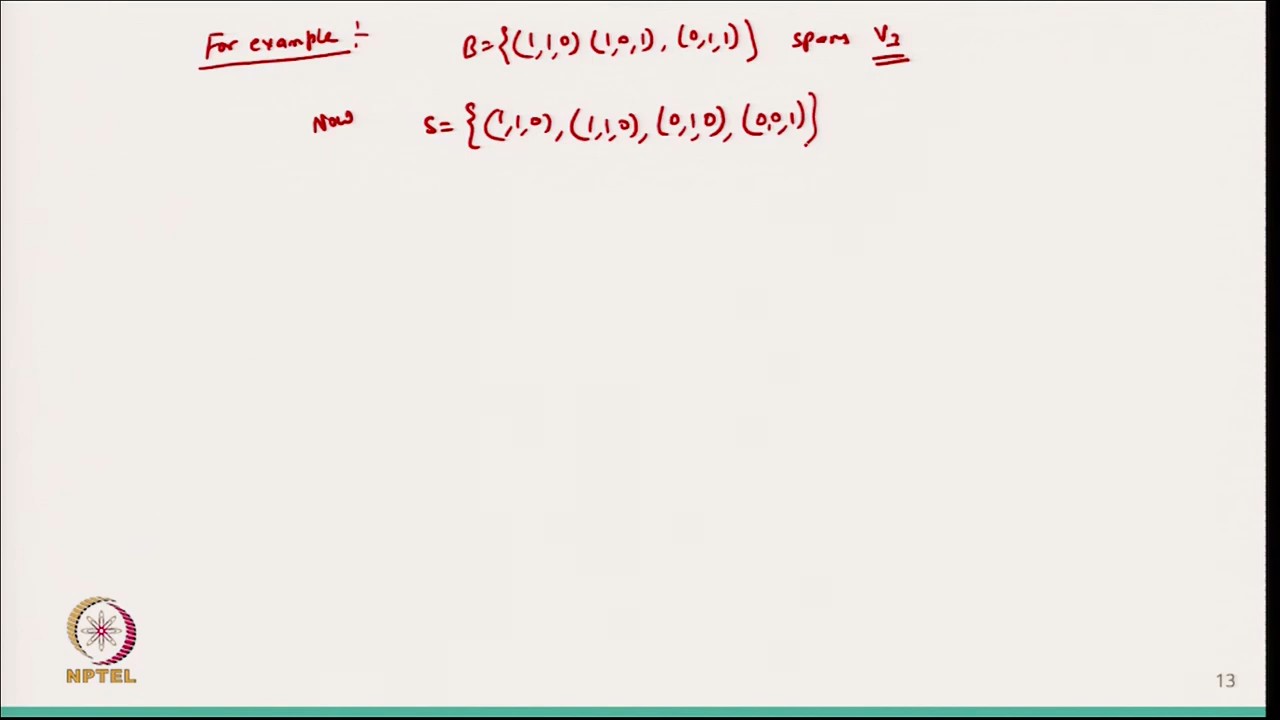 For example :-
B = {(1,1,0) (1,0,1), (0,1,1)} spans V3
Now S = {(1,1,0), (1,1,0), (0,1,0), (0,0,1)}
NPTEL
13